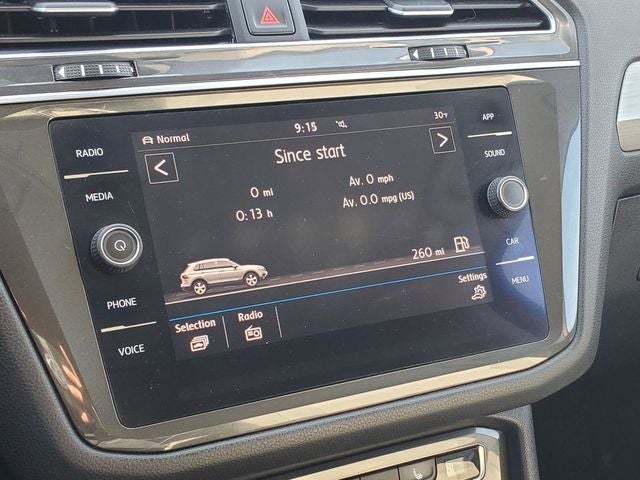 9:15
30°F
Normal
Since start
0 mi
Av. 0 mph
0:13 h
Av. 0.0 mpg (US)
260 mi
Settings
Selection
Radio
RADIO
MEDIA
PHONE
VOICE
APP
SOUND
CAR
MENU